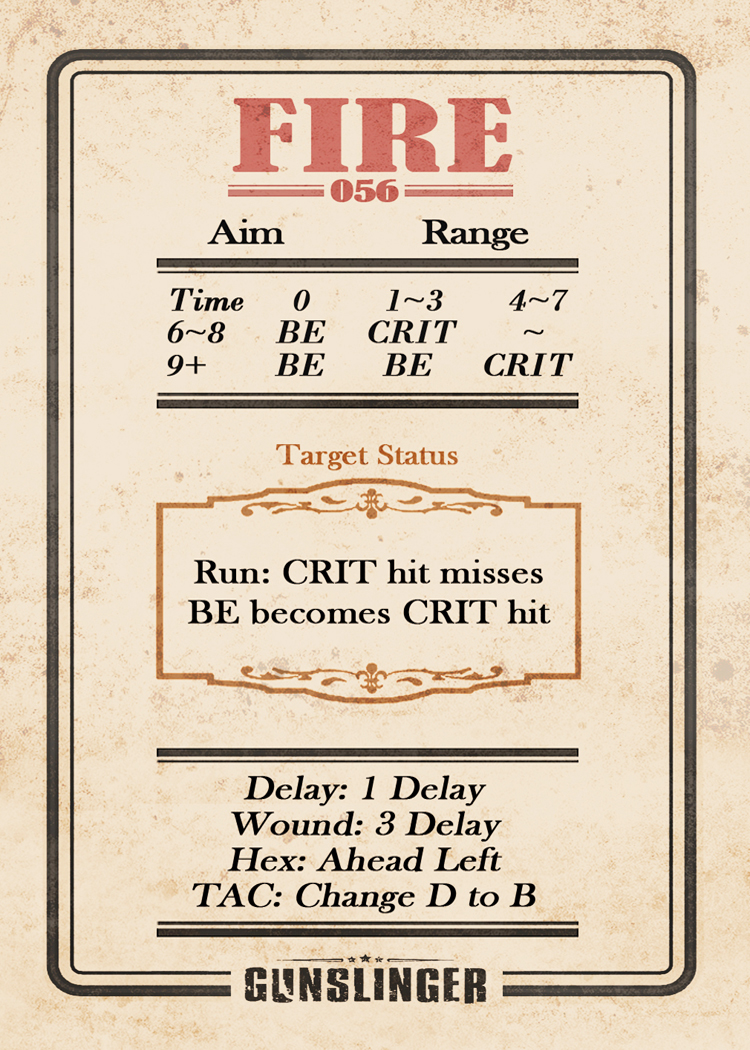 FIRE
056
Aim Range
Time 0 1~3 4~7
6~8 BE CRIT ~
9+ BE BE CRIT
Target Status
Run: CRIT hit misses
BE becomes CRIT hit
Delay: 1 Delay
Wound: 3 Delay
Hex: Ahead Left
TAC: Change D to B
GUNSLINGER